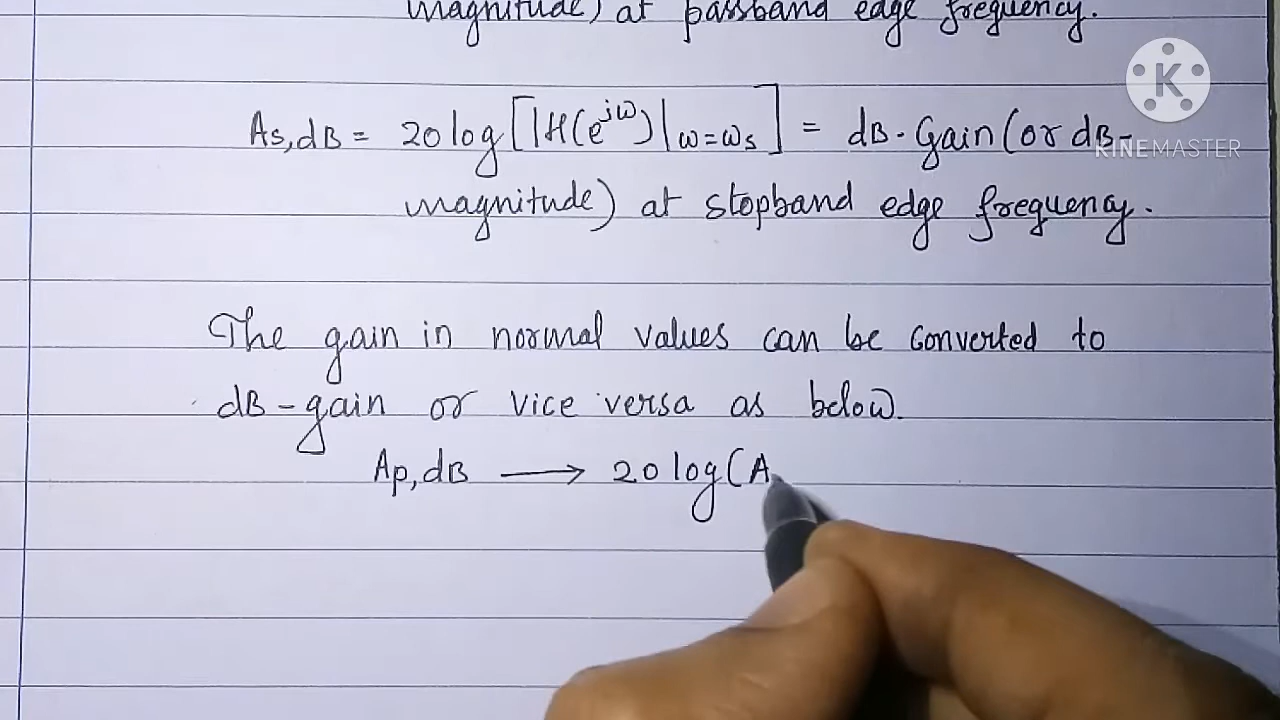 magnitude) at passband edge frequency.
As,dB = 20 log [|H(e^jω)|ω=ωs] = dB-Gain (or dB-
magnitude) at stopband edge frequency.
The gain in normal values can be converted to
dB-gain or vice versa as below.
Ap,dB ⟶ 20 log(A
K
KINEMASTER